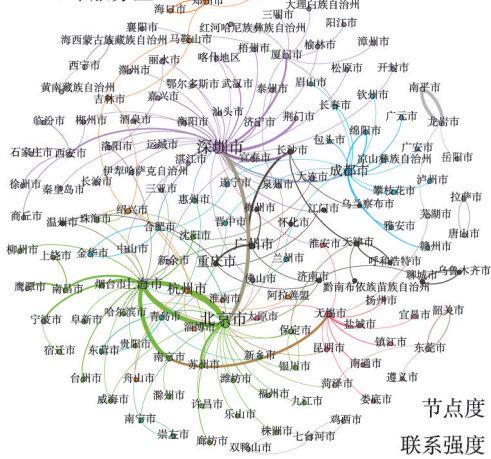 海口市
大理白族自治州
三明市
襄阳市
红河哈尼族彝族自治州
阳江市
海西蒙古族藏族自治州
马鞍山市
梧州市
厦门市
榆林市
漳州市
西宁市
丽水市
喀什地区
潮州市
松原市
开封市
黄南藏族自治州
鄂尔多斯市
武汉市
泰州市
眉山市
吉林市
嘉兴市
长春市
钦州市
南平市
汕头市
临汾市
郴州市
酒泉市
衡阳市
济宁市
荆门市
绵阳市
广元市
龙岩市
洛阳市
运城市
深圳市
包头市
石家庄市
西安市
湛江市
宜春市
长沙市
广安市
凉山彝族自治州
岳阳市
伊犁哈萨克自治州
成都市
徐州市
秦皇岛市
长治市
三亚市
遂宁市
泉州市
大连市
攀枝花市
泸州市
惠州市
拉萨市
商丘市
温州市
珠海市
绍兴市
江门市
乌兰察布市
芜湖市
合肥市
晋中市
怀化市
雅安市
唐山市
柳州市
上饶市
金华市
中山市
沈阳市
广州市
淮安市
天津市
赣州市
新余市
重庆市
兰州市
呼和浩特市
鹰潭市
南昌市
烟台市
上海市
杭州市
佛山市
济南市
黔南布依族苗族自治州
聊城市
乌鲁木齐市
淮南市
阿拉善盟
扬州市
宁波市
阜新市
哈尔滨市
青岛市
淄博市
北京市
太原市
无锡市
盐城市
宜昌市
韶关市
宿迁市
东营市
贵阳市
保定市
昆明市
镇江市
东莞市
南京市
苏州市
新乡市
银川市
南通市
台州市
舟山市
潍坊市
菏泽市
遵义市
威海市
滁州市
许昌市
福州市
九江市
娄底市
南宁市
乐山市
鸡西市
崇左市
廊坊市
株洲市
七台河市
双鸭山市
节点度
联系强度